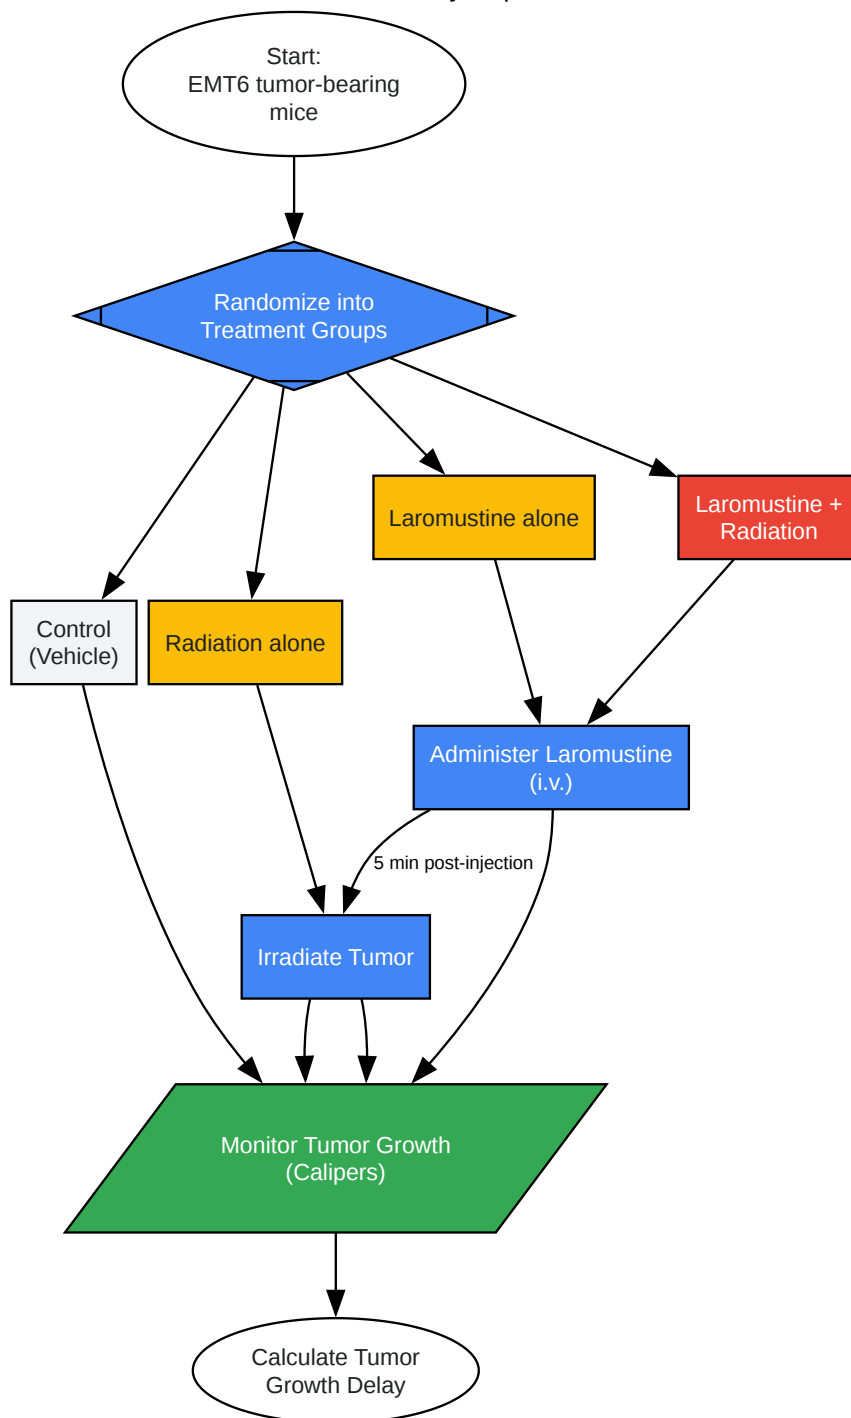 Start:
EMT6 tumor-bearing
mice
Randomize into
Treatment Groups
Laromustine alone
Laromustine +
Radiation
Control
(Vehicle)
Radiation alone
Administer Laromustine
(i.v.)
5 min post-injection
Irradiate Tumor
Monitor Tumor Growth
(Calipers)
Calculate Tumor
Growth Delay